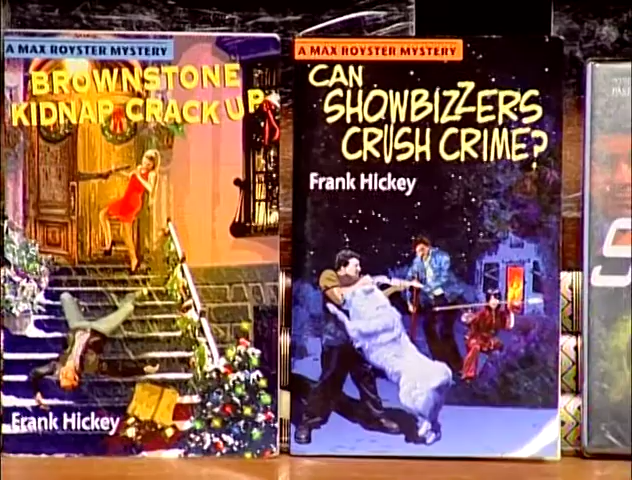 A MAX ROYSTER MYSTERY
BROWNSTONE
KIDNAP CRACK UP
Frank Hickey
A MAX ROYSTER MYSTERY
CAN
SHOWBIZZERS
CRUSH CRIME?
Frank Hickey